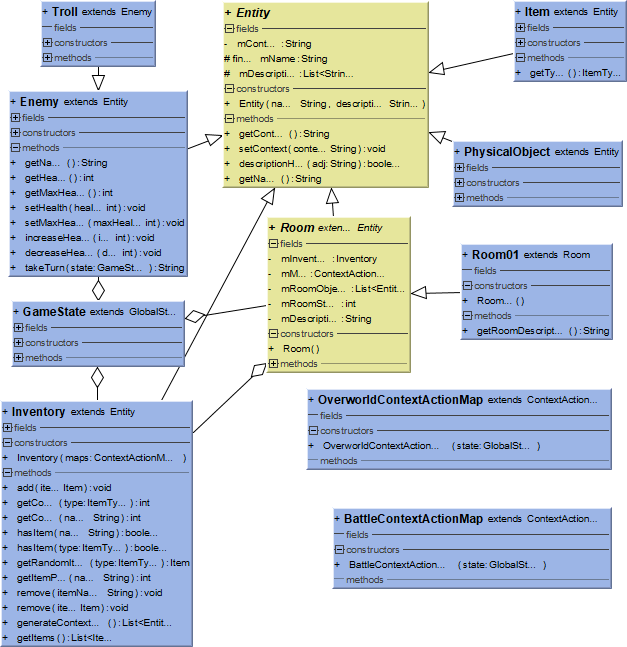 + Troll extends Enemy
fields
constructors
methods
+ Entity
fields
- mCont... : String
# fin... mName: String
# mDescripti... : List<Strin...
constructors
+ Entity (na... String, descripti... Strin... )
methods
+ getCont... () : String
+ setContext(conte... String) : void
+ descriptionH... (adj: String) : boole...
+ getNa... () : String
+ Item extends Entity
fields
constructors
methods
+ getTy... () : ItemTy...
+ Enemy extends Entity
fields
constructors
methods
+ getNa... () : String
+ getHea... () : int
+ getMaxHea... () : int
+ setHealth(heal... int) : void
+ setMaxHea... (maxHeal... int) : void
+ increaseHea... (i... int) : void
+ decreaseHea... (d... int) : void
+ takeTurn (state: GameSt... ) : String
+ PhysicalObject extends Entity
fields
constructors
methods
+ Room exten... Entity
fields
- mInvent... : Inventory
- mM... : ContextAction...
- mRoomObje... : List<Entit...
- mRoomSt... : int
- mDescripti... : String
constructors
+ Room ()
methods
+ Room01 extends Room
fields
constructors
+ Room... ()
methods
+ getRoomDescript... () : String
+ GameState extends GlobalSt...
fields
constructors
methods
+ Inventory extends Entity
fields
constructors
+ Inventory (maps: ContextActionM... )
methods
+ add (ite... Item) : void
+ getCo... (type: ItemTy... ) : int
+ getCo... (na... String) : int
+ hasItem (na... String) : boole...
+ hasItem (type: ItemTy... ) : boole...
+ getRandomIt... (type: ItemTy... ) : Item
+ getItemP... (na... String) : int
+ remove (itemNa... String) : void
+ remove (ite... Item) : void
+ generateContex... () : List<Entit...
+ getItems () : List<Ite...
+ OverworldContextActionMap extends ContextAction...
fields
constructors
+ OverworldContextAction... (state: GlobalSt... )
methods
+ BattleContextActionMap extends ContextAction...
fields
constructors
+ BattleContextAction... (state: GlobalSt... )
methods